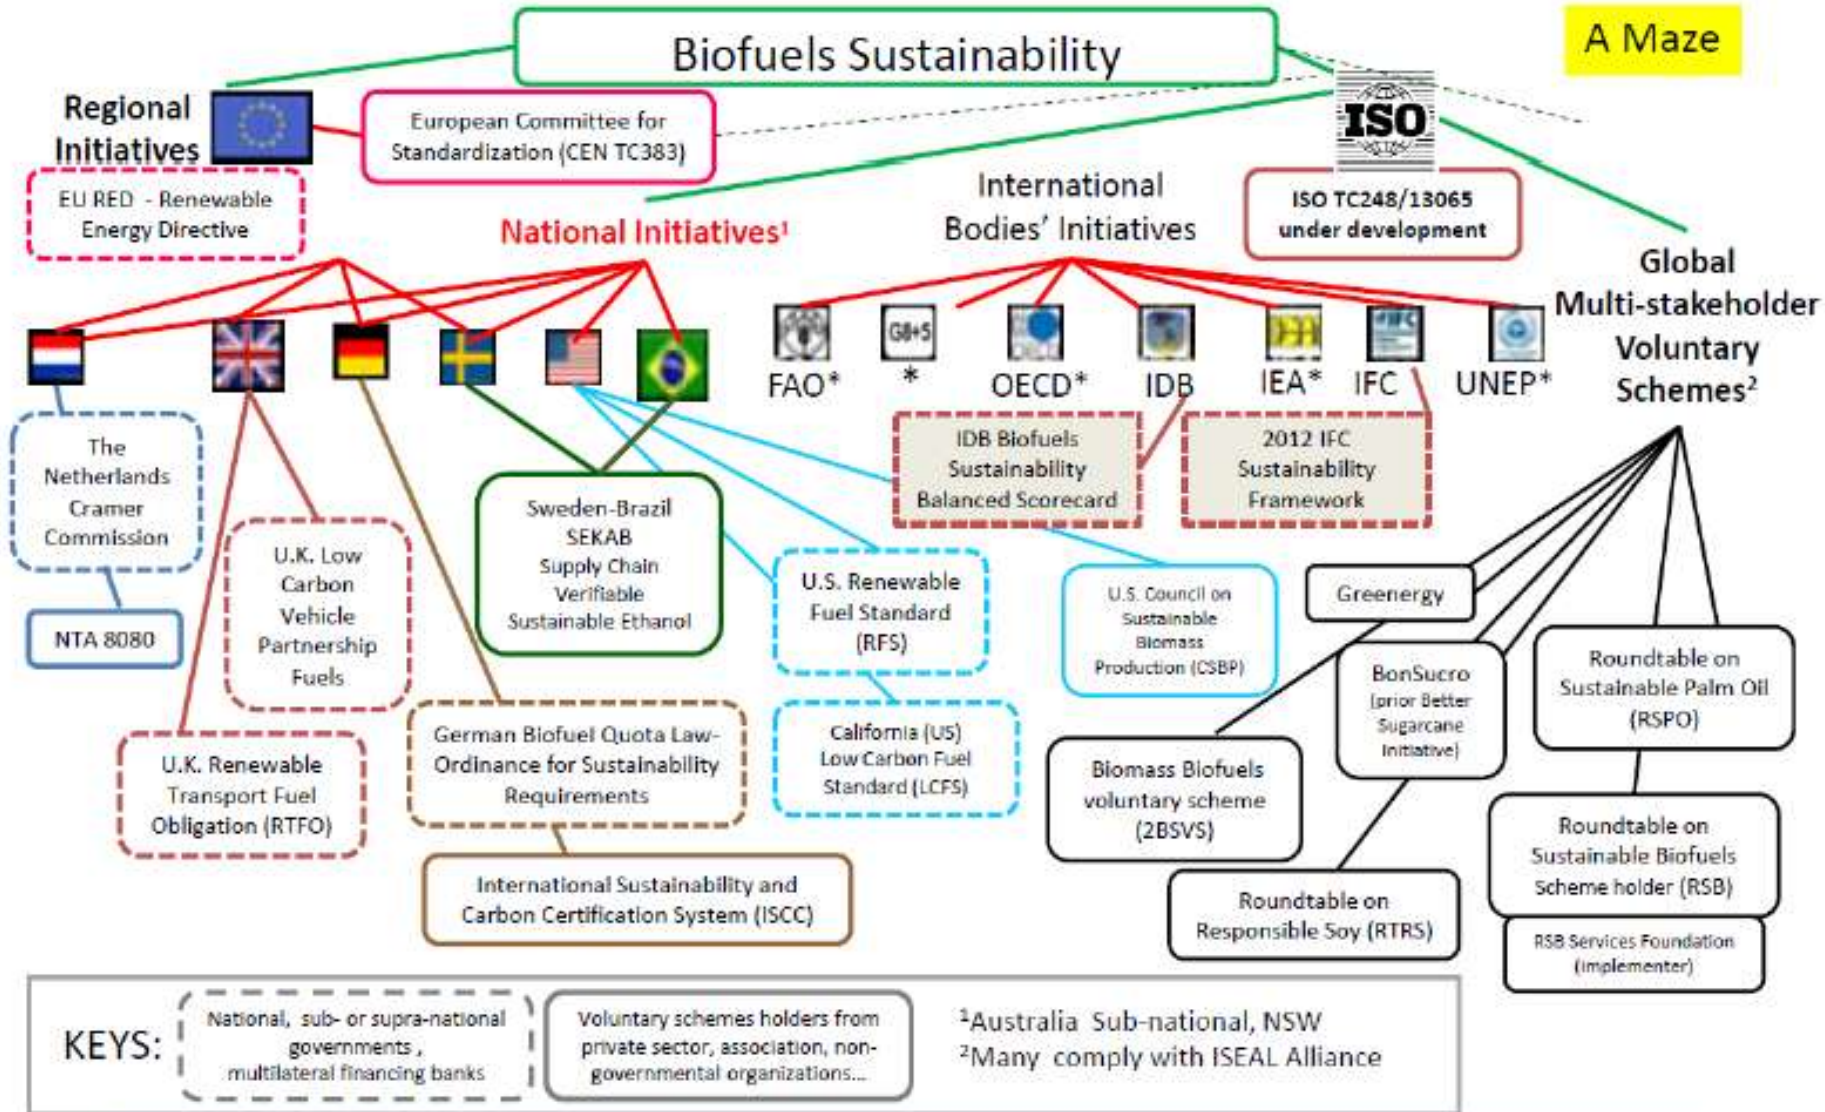 Biofuels Sustainability
A Maze
Regional
Initiatives
European Committee for
Standardization (CEN TC383)
ISO
EU RED - Renewable
Energy Directive
National Initiatives¹
International
Bodies' Initiatives
ISO TC248/13065
under development
Global
Multi-stakeholder
Voluntary
Schemes²
G8+5
FAO*
*
OECD*
IDB
IEA*
IFC
UNEP*
The
Netherlands
Cramer
Commission
NTA 8080
U.K. Low
Carbon
Vehicle
Partnership
Fuels
U.K. Renewable
Transport Fuel
Obligation (RTFO)
Sweden-Brazil
SEKAB
Supply Chain
Verifiable
Sustainable Ethanol
German Biofuel Quota Law-
Ordinance for Sustainability
Requirements
International Sustainability and
Carbon Certification System (ISCC)
IDB Biofuels
Sustainability
Balanced Scorecard
2012 IFC
Sustainability
Framework
U.S. Renewable
Fuel Standard
(RFS)
California (US)
Low Carbon Fuel
Standard (LCFS)
U.S. Council on
Sustainable
Biomass
Production (CSBP)
Greenergy
BonSucro
(prior Better
Sugarcane
Initiative)
Biomass Biofuels
voluntary scheme
(2BSVS)
Roundtable on
Responsible Soy (RTRS)
Roundtable on
Sustainable Palm Oil
(RSPO)
Roundtable on
Sustainable Biofuels
Scheme holder (RSB)
RSB Services Foundation
(implementer)
KEYS:
National, sub- or supra-national
governments ,
multilateral financing banks
Voluntary schemes holders from
private sector, association, non-
governmental organizations...
¹Australia Sub-national, NSW
²Many comply with ISEAL Alliance